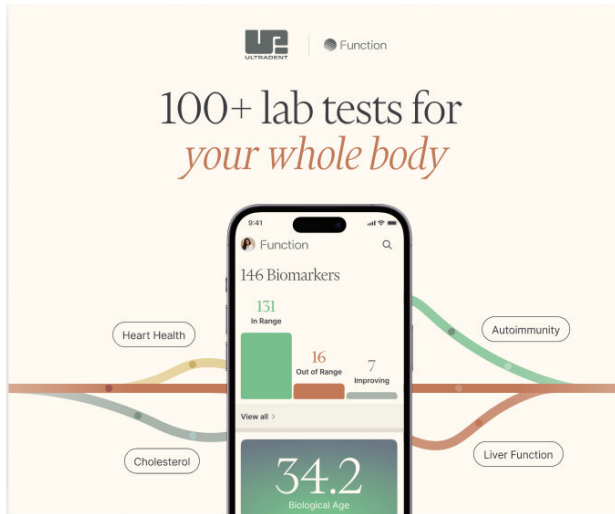 UP
ULTRADENT
Function
100+ lab tests for
your whole body
9:41
Function
146 Biomarkers
131
In Range
16
Out of Range
7
Improving
View all >
34.2
Biological Age
Heart Health
Cholesterol
Autoimmunity
Liver Function